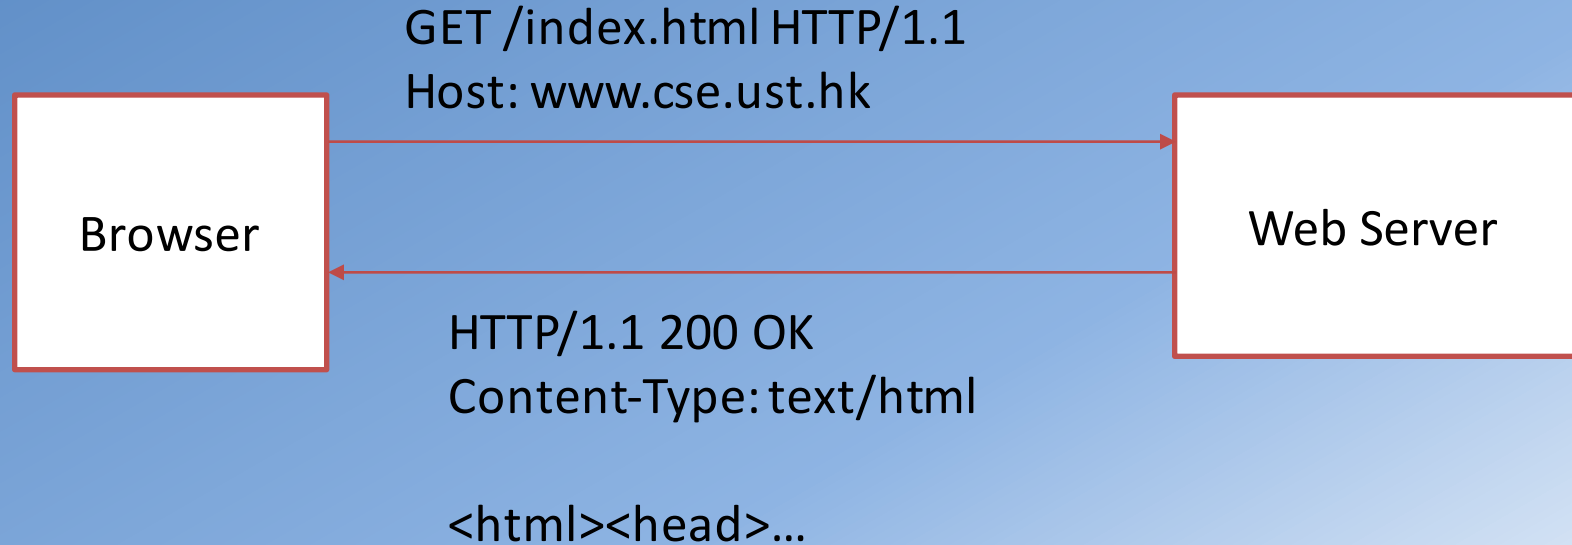 GET /index.html HTTP/1.1
Host: www.cse.ust.hk
Browser
Web Server
HTTP/1.1 200 OK
Content-Type: text/html
<html><head>…